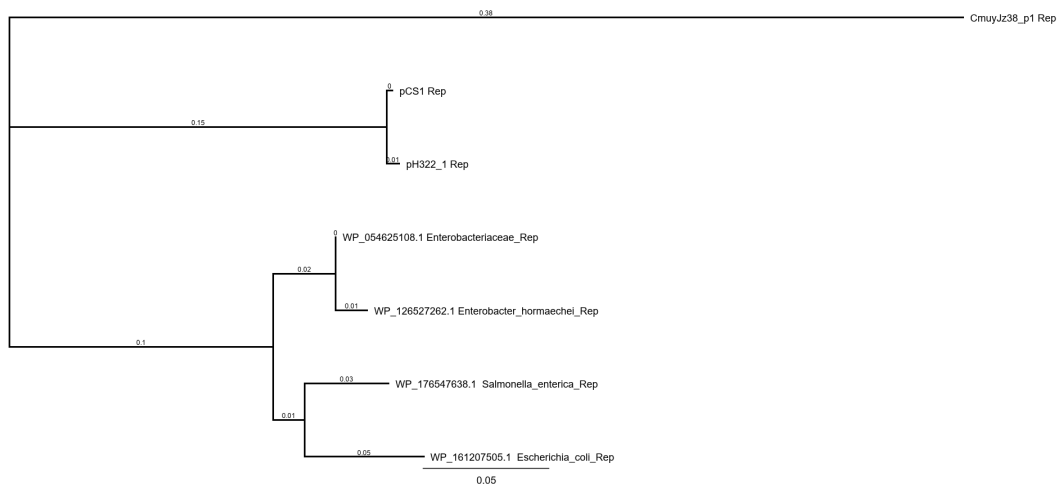 0.38
CmuyJz38_p1 Rep
0
pCS1 Rep
0.15
0.01
pH322_1 Rep
0
WP_054625108.1 Enterobacteriaceae_Rep
0.02
0.01
WP_126527262.1 Enterobacter_hormaechei_Rep
0.1
0.03
WP_176547638.1 Salmonella_enterica_Rep
0.01
0.05
WP_161207505.1 Escherichia_coli_Rep
0.05